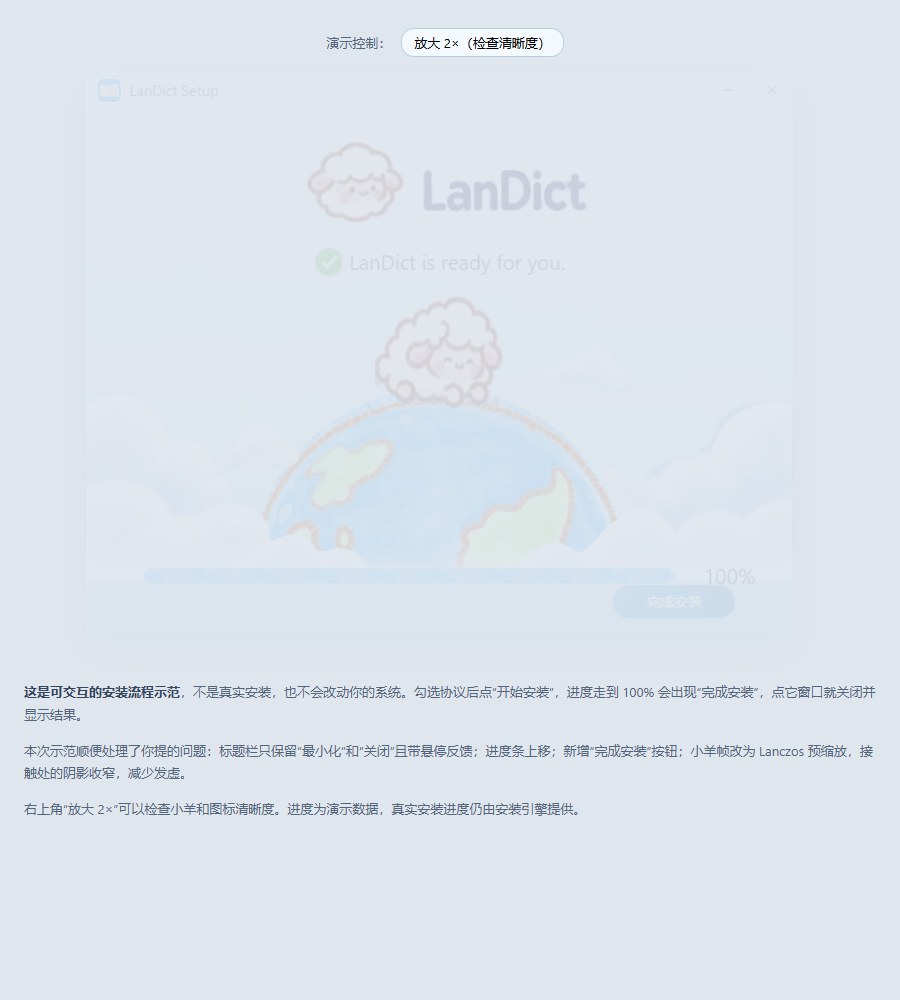 演示控制： 放大 2×（检查清晰度）
LanDict Setup
LanDict
LanDict is ready for you.
100%
完成安装
这是可交互的安装流程示范，不是真实安装，也不会改动你的系统。勾选协议后点“开始安装”，进度走到 100% 会出现“完成安装”，点它窗口就关闭并
显示结果。
本次示范顺便处理了你提的问题：标题栏只保留“最小化”和“关闭”且带悬停反馈；进度条上移；新增“完成安装”按钮；小羊帧改为 Lanczos 预缩放，接
触处的阴影收窄，减少发虚。
右上角“放大 2×”可以检查小羊和图标清晰度。进度为演示数据，真实安装进度仍由安装引擎提供。